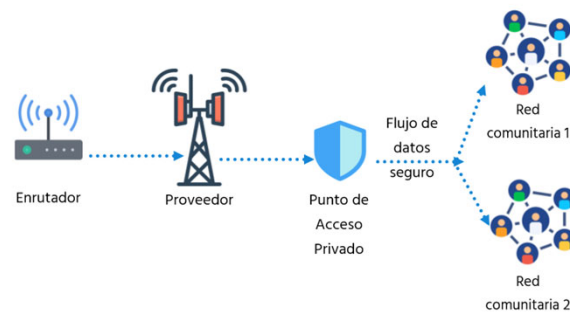 Enrutador
Proveedor
Punto de
Acceso
Privado
Flujo de
datos
seguro
Red
comunitaria 1
Red
comunitaria 2